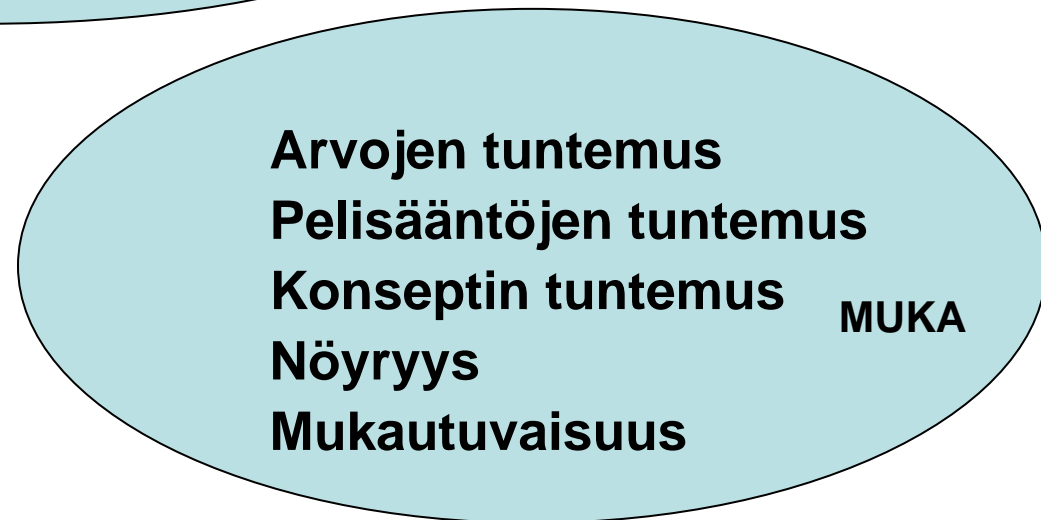 Arvojen tuntemus
Pelisääntöjen tuntemus
Konseptin tuntemus
MUKA
Nöyryys
Mukautuvaisuus